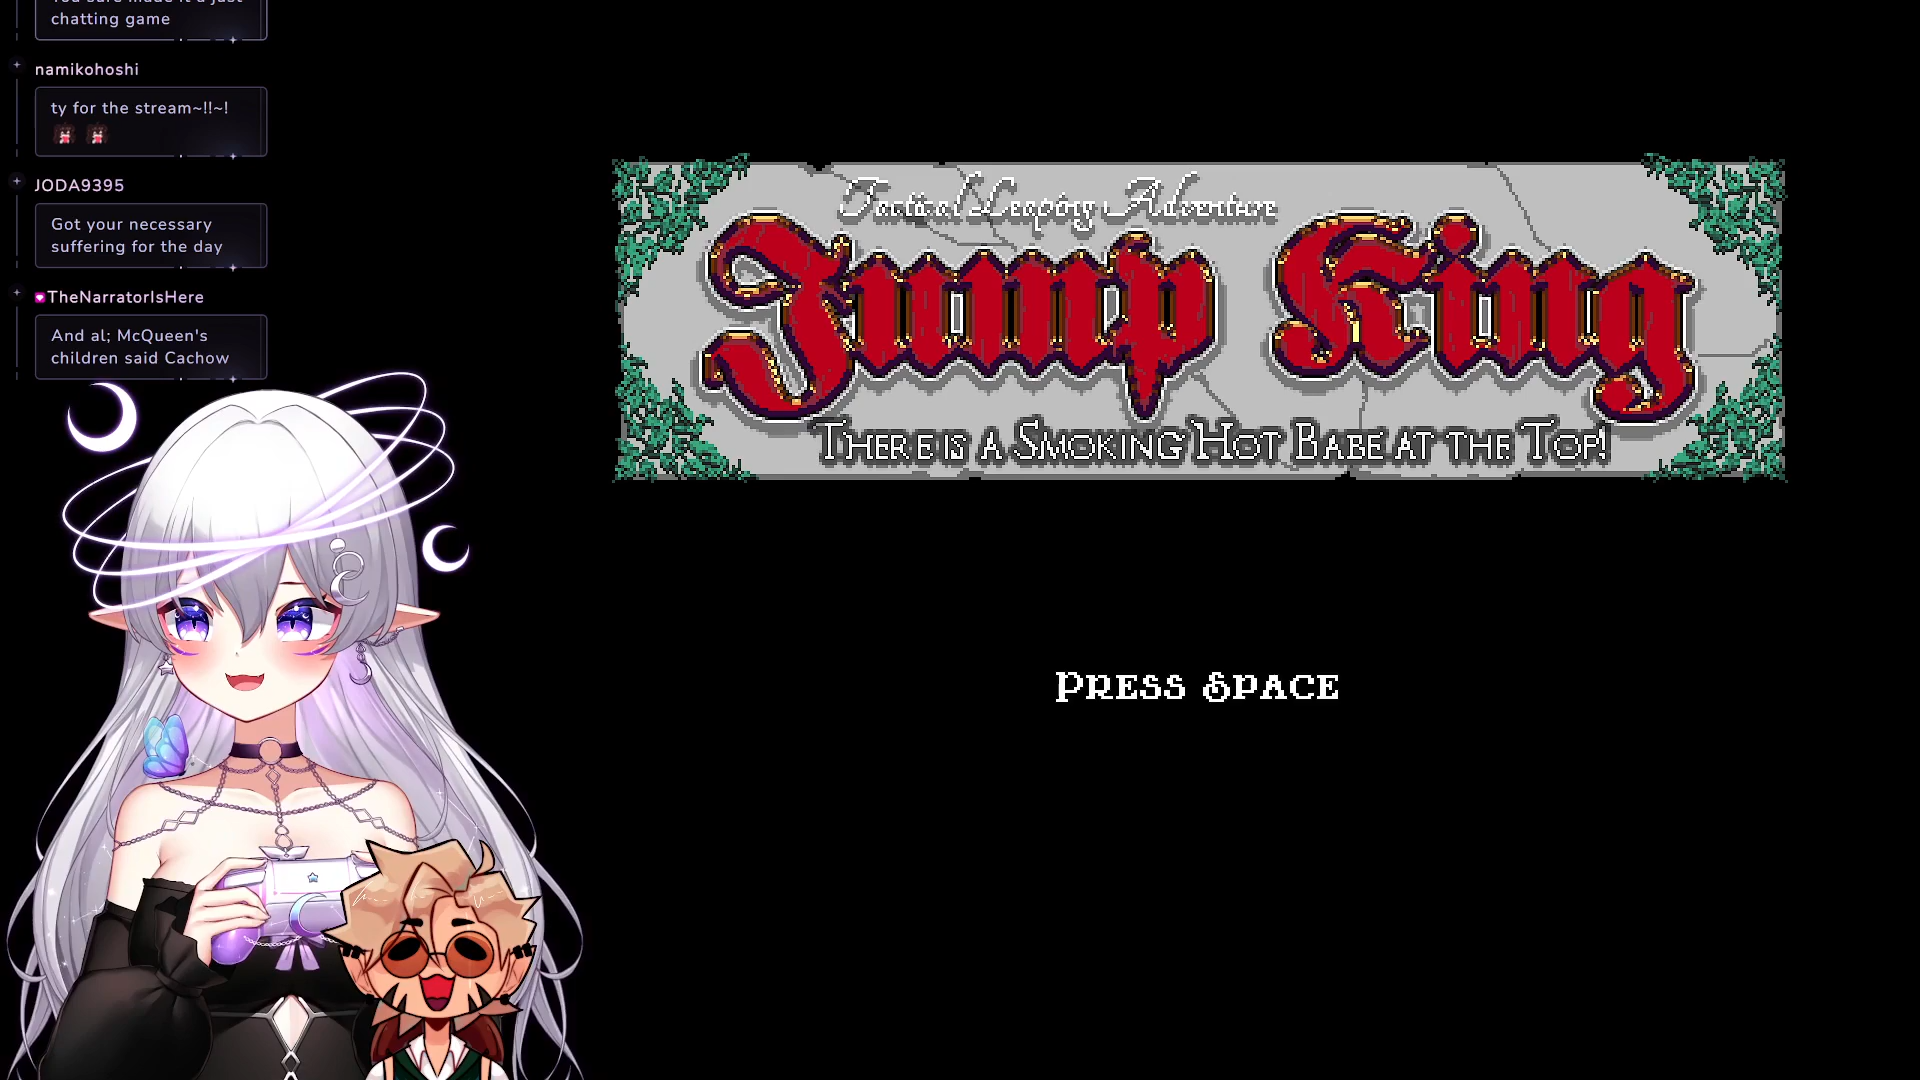 chatting game
namikohoshi
ty for the stream~!!~!
JODA9395
Got your necessary
suffering for the day
TheNarratorIsHere
And al; McQueen's
children said Cachow
Tactical Leaping Adventure
Jump King
There is a Smoking Hot Babe at the Top!
Press Space